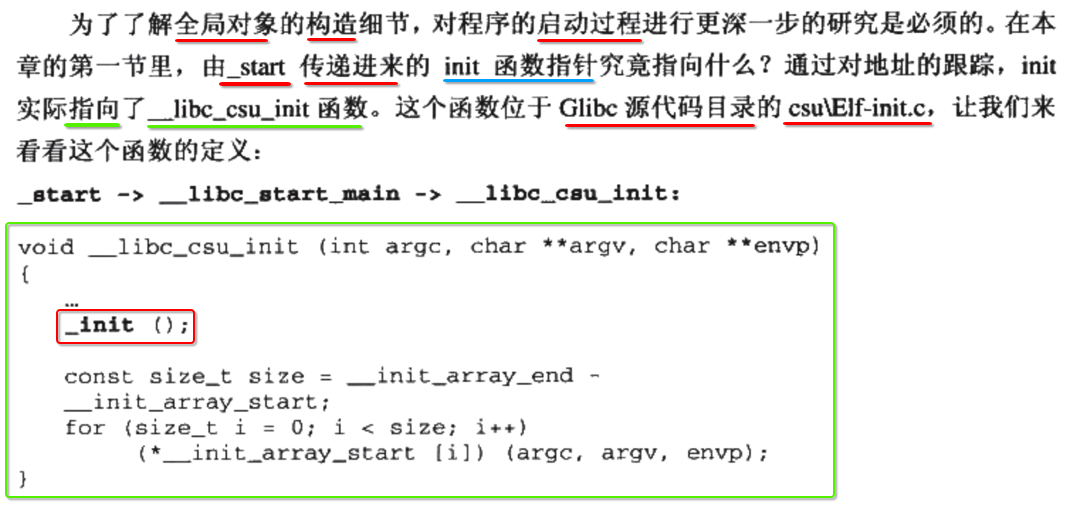 为了了解全局对象的构造细节，对程序的启动过程进行更深一步的研究是必须的。在本
章的第一节里，由_start 传递进来的 init 函数指针究竟指向什么？通过对地址的跟踪，init
实际指向了__libc_csu_init 函数。这个函数位于 Glibc 源代码目录的 csu\Elf-init.c，让我们来
看看这个函数的定义：
_start -> __libc_start_main -> __libc_csu_init:
void __libc_csu_init (int argc, char **argv, char **envp)
{
…
_init ();
const size_t size = __init_array_end -
__init_array_start;
for (size_t i = 0; i < size; i++)
(*__init_array_start [i]) (argc, argv, envp);
}